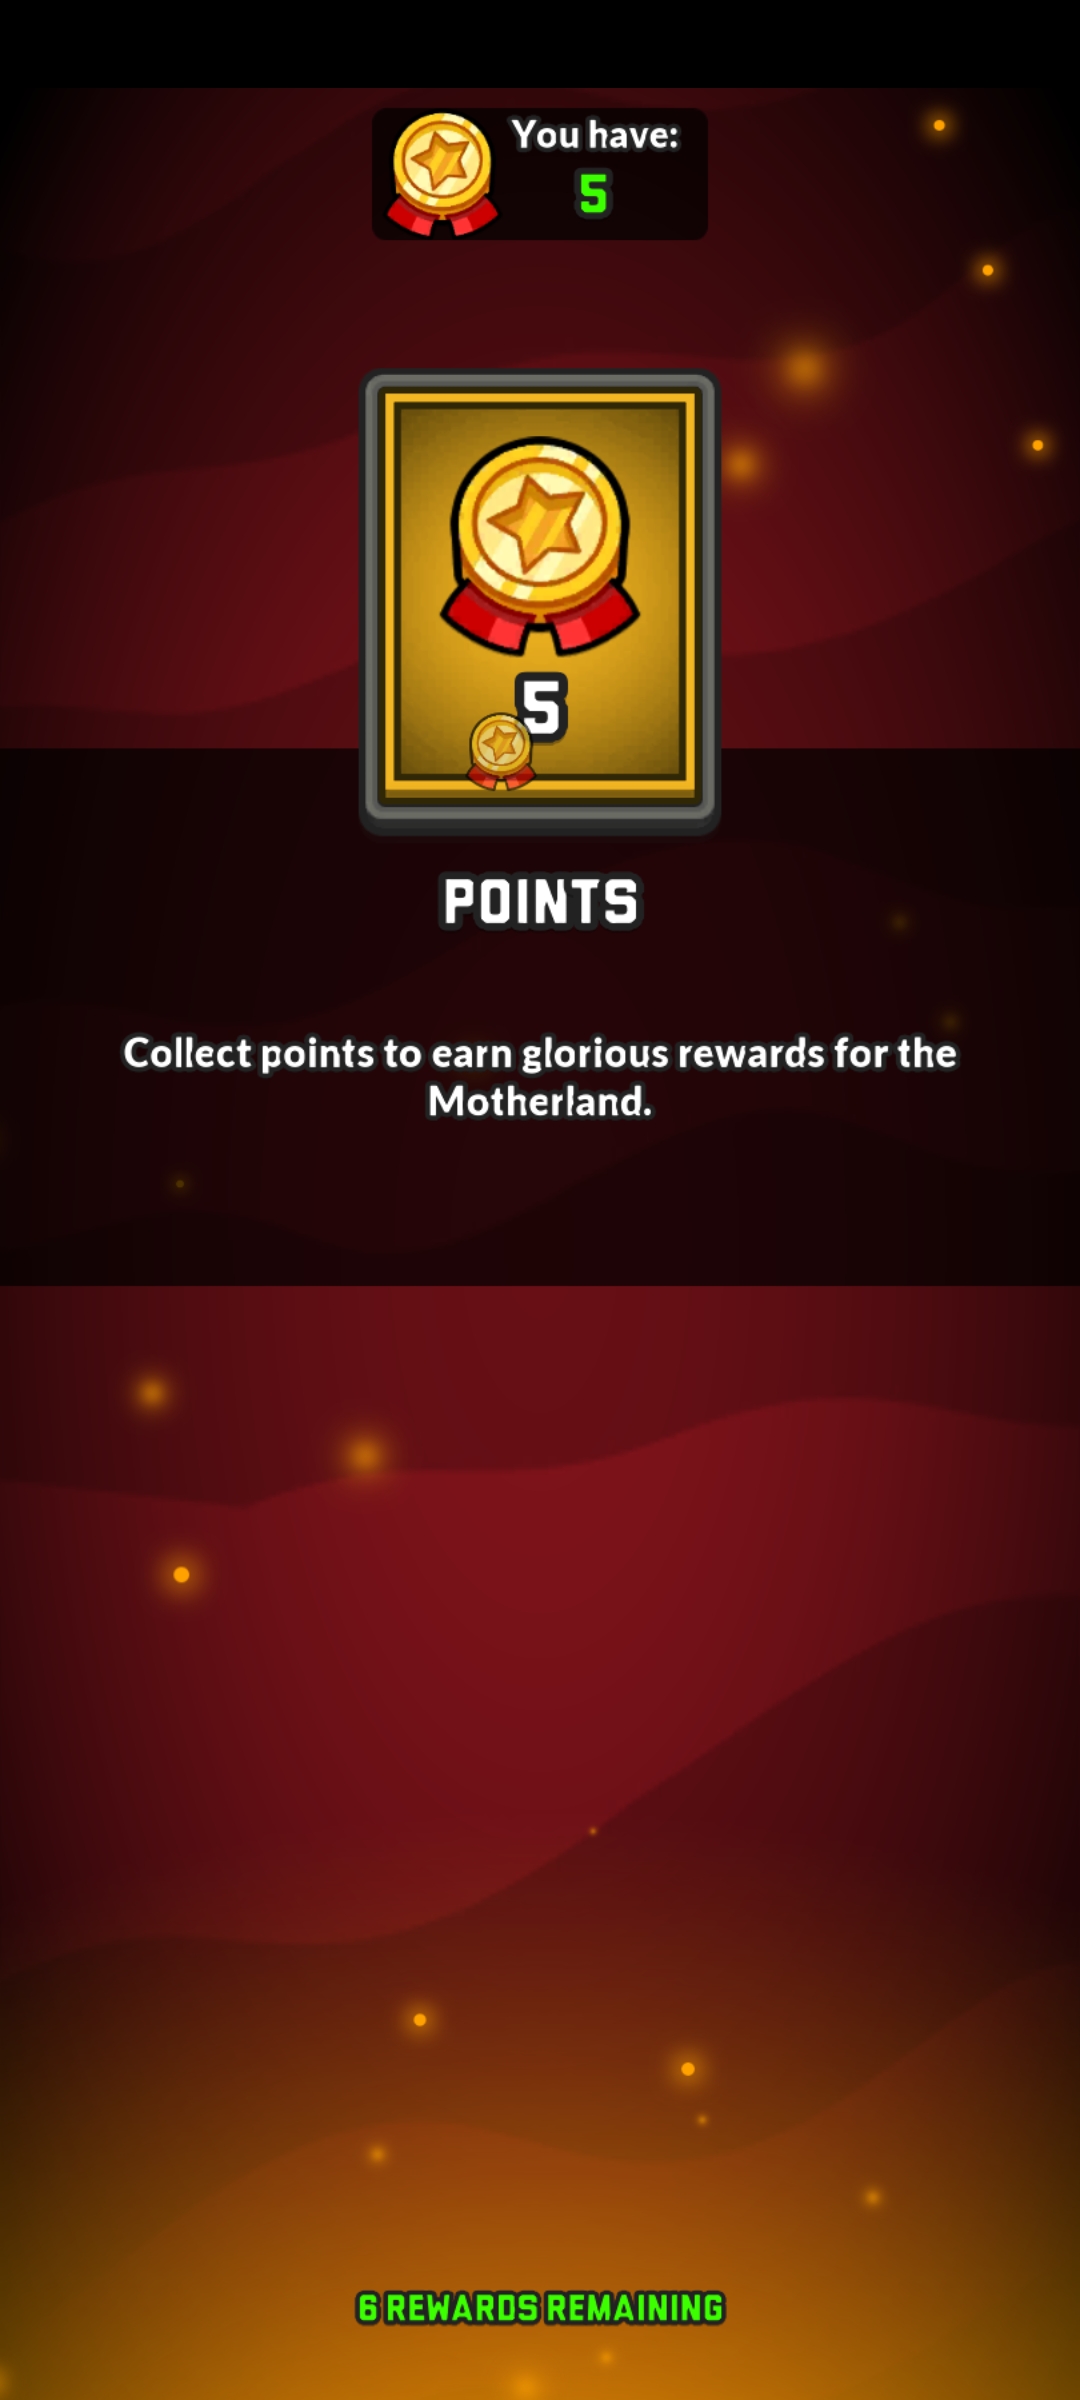 You have:
5
5
POINTS
Collect points to earn glorious rewards for the
Motherland.
6 REWARDS REMAINING